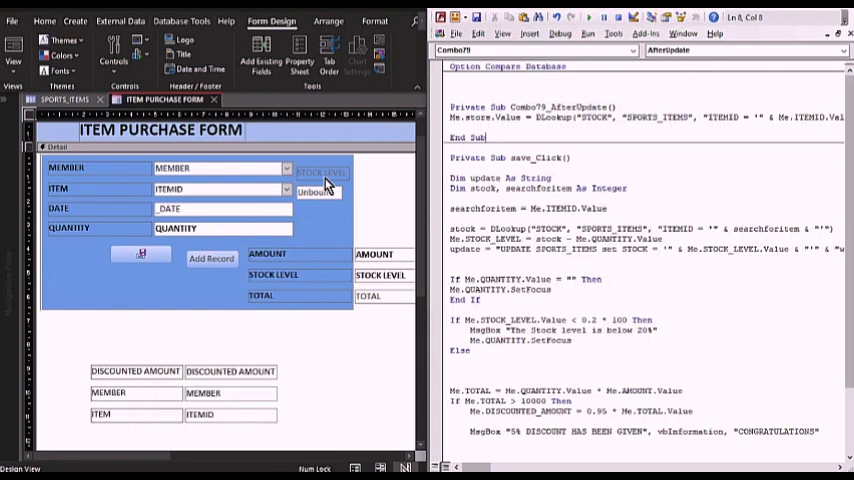 File Home Create External Data Database Tools Help Form Design Arrange Format
View
Views
Themes
Colors
Fonts
Themes
Controls
Controls
Logo
Title
Date and Time
Header / Footer
Add Existing Fields
Property Sheet
Tab Order
Chart Settings
Tools
SPORTS_ITEMS
ITEM PURCHASE FORM
ITEM PURCHASE FORM
Detail
MEMBER MEMBER STOCK LEVEL
ITEM ITEMID
DATE _DATE
QUANTITY QUANTITY
Add Record
AMOUNT AMOUNT
STOCK LEVEL STOCK LEVEL
TOTAL TOTAL
DISCOUNTED AMOUNT DISCOUNTED AMOUNT
MEMBER MEMBER
ITEM ITEMID
Navigation Pane
Design View Num Lock
Ln 8, Col 8
File Edit View Insert Debug Run Tools Add-Ins Window Help
Combo79 AfterUpdate
Option Compare Database
Private Sub Combo79_AfterUpdate()
Me.store.Value = DLookup("STOCK", "SPORTS_ITEMS", "ITEMID = '" & Me.ITEMID.Val
End Sub
Private Sub save_Click()
Dim update As String
Dim stock, searchforitem As Integer
searchforitem = Me.ITEMID.Value
stock = DLookup("STOCK", "SPORTS_ITEMS", "ITEMID = '" & searchforitem & "'")
Me.STOCK_LEVEL = stock - Me.QUANTITY.Value
update = "UPDATE SPORTS_ITEMS set STOCK = '" & Me.STOCK_LEVEL.Value & "'" & "w
If Me.QUANTITY.Value = "" Then
Me.QUANTITY.SetFocus
End If
If Me.STOCK_LEVEL.Value < 0.2 * 100 Then
MsgBox "The Stock level is below 20%"
Me.QUANTITY.SetFocus
Else
Me.TOTAL = Me.QUANTITY.Value * Me.AMOUNT.Value
If Me.TOTAL > 10000 Then
Me.DISCOUNTED_AMOUNT = 0.95 * Me.TOTAL.Value
MsgBox "5% DISCOUNT HAS BEEN GIVEN", vbInformation, "CONGRATULATIONS"